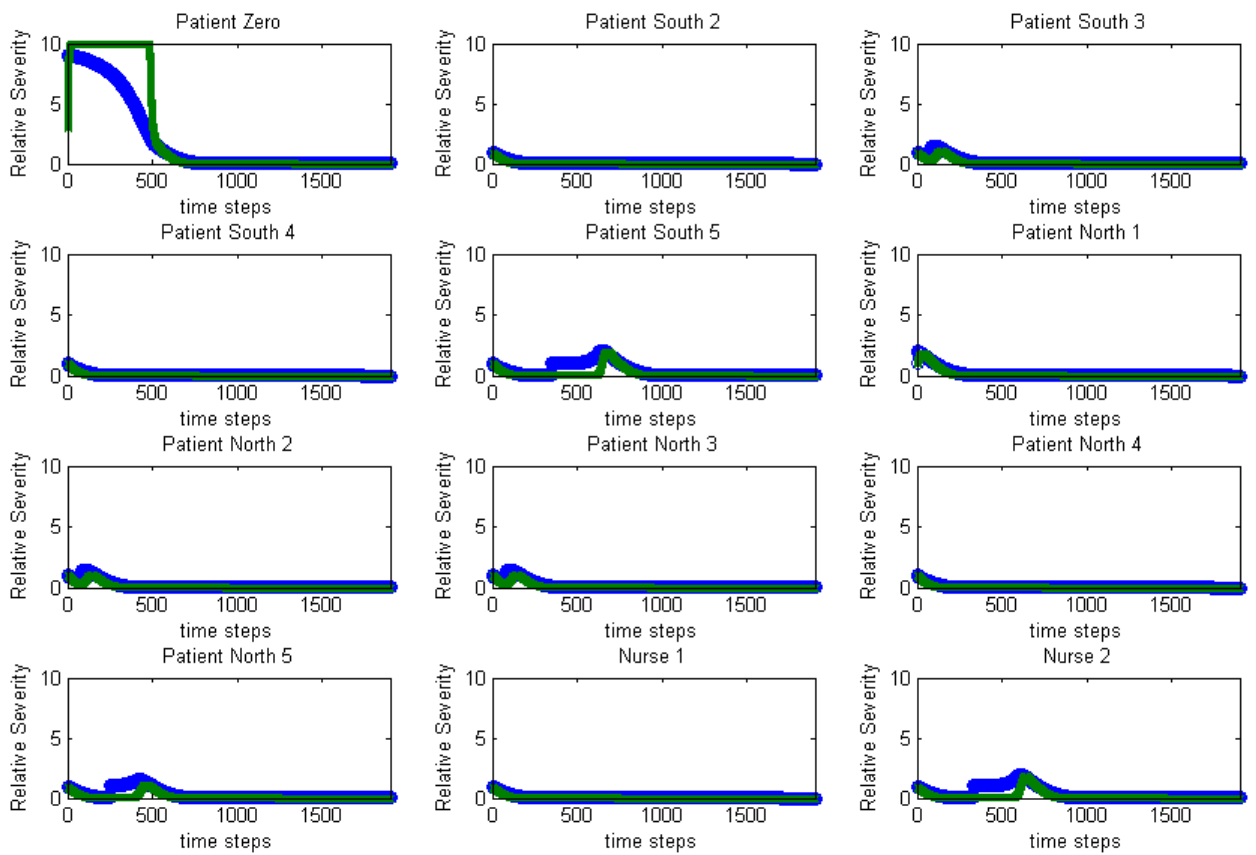 Patient Zero
Patient South 2
Patient South 3
Relative Severity
10
5
0
0 500 1000 1500
time steps
Relative Severity
10
5
0
0 500 1000 1500
time steps
Relative Severity
10
5
0
0 500 1000 1500
time steps
Patient South 4
Patient South 5
Patient North 1
Relative Severity
10
5
0
0 500 1000 1500
time steps
Relative Severity
10
5
0
0 500 1000 1500
time steps
Relative Severity
10
5
0
0 500 1000 1500
time steps
Patient North 2
Patient North 3
Patient North 4
Relative Severity
10
5
0
0 500 1000 1500
time steps
Relative Severity
10
5
0
0 500 1000 1500
time steps
Relative Severity
10
5
0
0 500 1000 1500
time steps
Patient North 5
Nurse 1
Nurse 2
Relative Severity
10
5
0
0 500 1000 1500
time steps
Relative Severity
10
5
0
0 500 1000 1500
time steps
Relative Severity
10
5
0
0 500 1000 1500
time steps